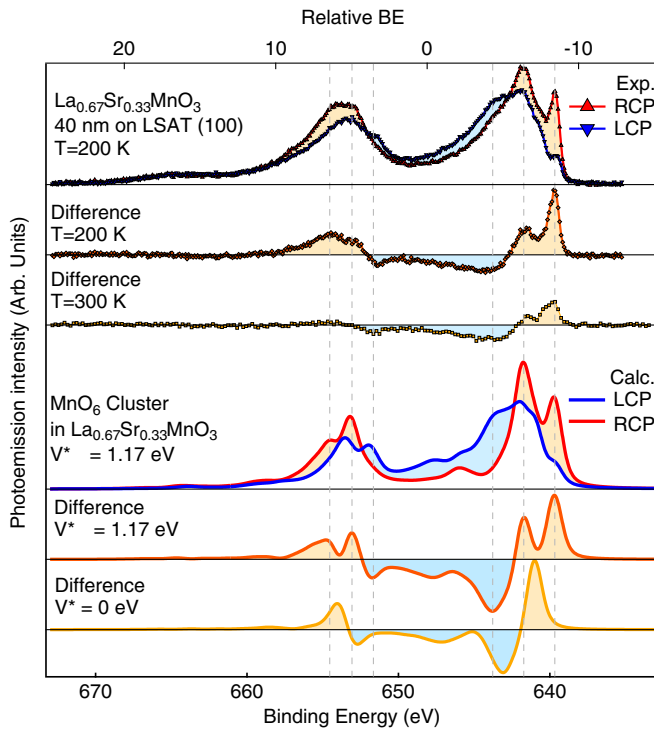 Relative BE
20 10 0 -10
La0.67Sr0.33MnO3
40 nm on LSAT (100)
T=200 K
Exp.
RCP
LCP
Difference
T=200 K
Difference
T=300 K
MnO6 Cluster
in La0.67Sr0.33MnO3
V* = 1.17 eV
Calc.
LCP
RCP
Difference
V* = 1.17 eV
Difference
V* = 0 eV
Photoemission intensity (Arb. Units)
670 660 650 640
Binding Energy (eV)